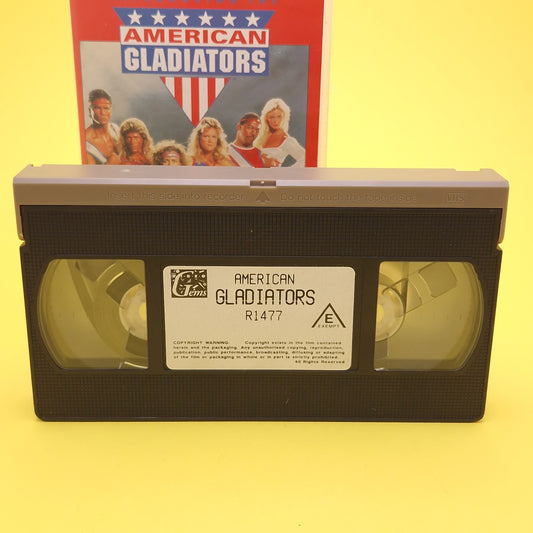 AMERICAN
GLADIATORS
Insert this side into recorder
Do not touch the tape inside
VHS
AMERICAN
GLADIATORS
R1477
E
EXEMPT
COPYRIGHT WARNING: Copyright exists in the film contained
herein and the packaging. Any unauthorised copying, reproduction,
publication, public performance, broadcasting, diffusing or adapting
of the film or packaging in whole or in part is strictly prohibited.
All Rights Reserved